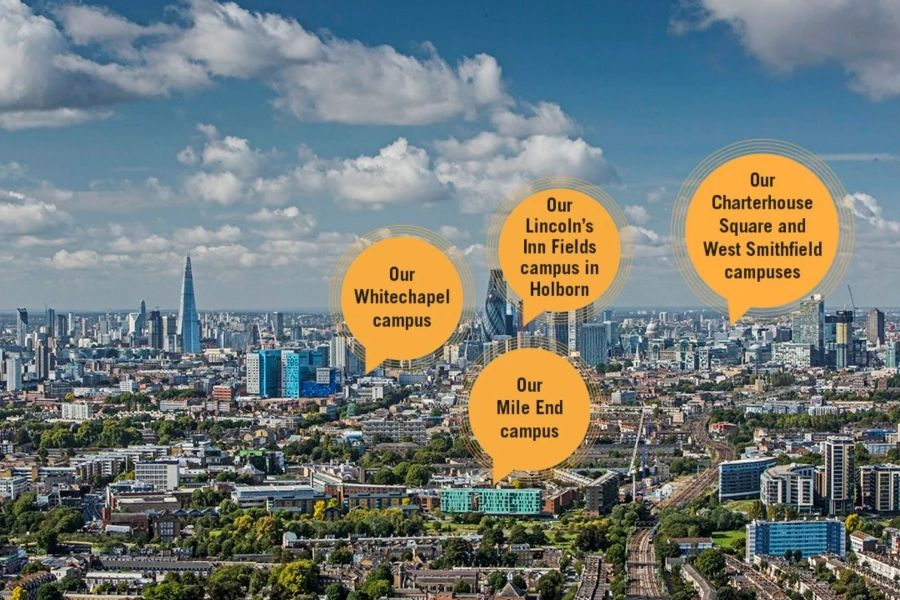 Our
Whitechapel
campus
Our
Lincoln's
Inn Fields
campus in
Holborn
Our
Charterhouse
Square and
West Smithfield
campuses
Our
Mile End
campus